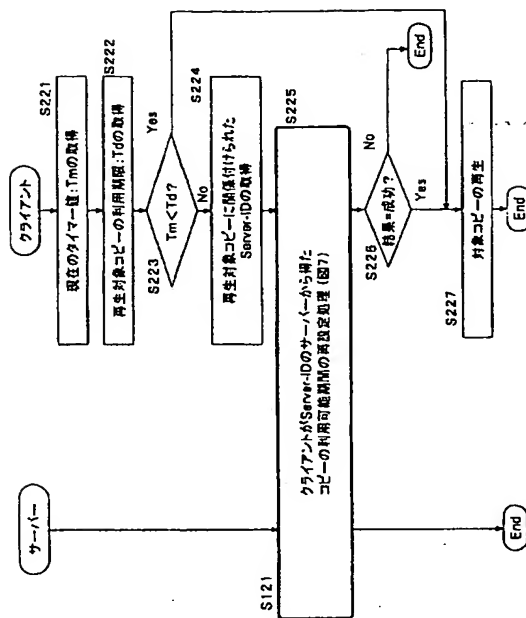 クライアント
S221
現在のタイマー値:Tmの取得
S222
再生対象コピーの利用期限:Tdの取得
S223
Tm<Td?
Yes
No
S224
再生対象コピーに関係付けられた
Server-IDの取得
サーバー
S121
S225
クライアントがServer-IDのサーバーから得た
コピーの利用可能期間の再設定処理(図7)
S226
結果=成功?
No
End
Yes
S227
対象コピーの再生
End
End